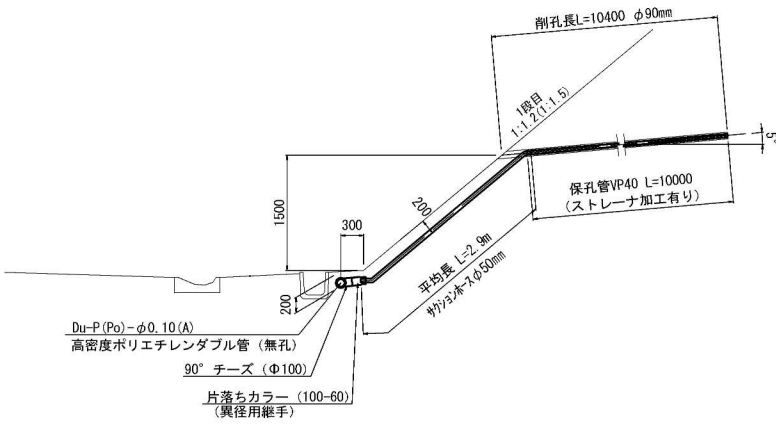 削孔長L=10400 φ90mm
1段目
1:1.2(1:1.5)
5°
保孔管VP40 L=10000
(ストレーナ加工有り)
1500
300
200
平均長 L=2.9m
サクションホースφ50mm
200
Du-P(Po)-φ0.10(A)
高密度ポリエチレンダブル管 (無孔)
90° チーズ (Φ100)
片落ちカラー (100-60)
(異径用継手)